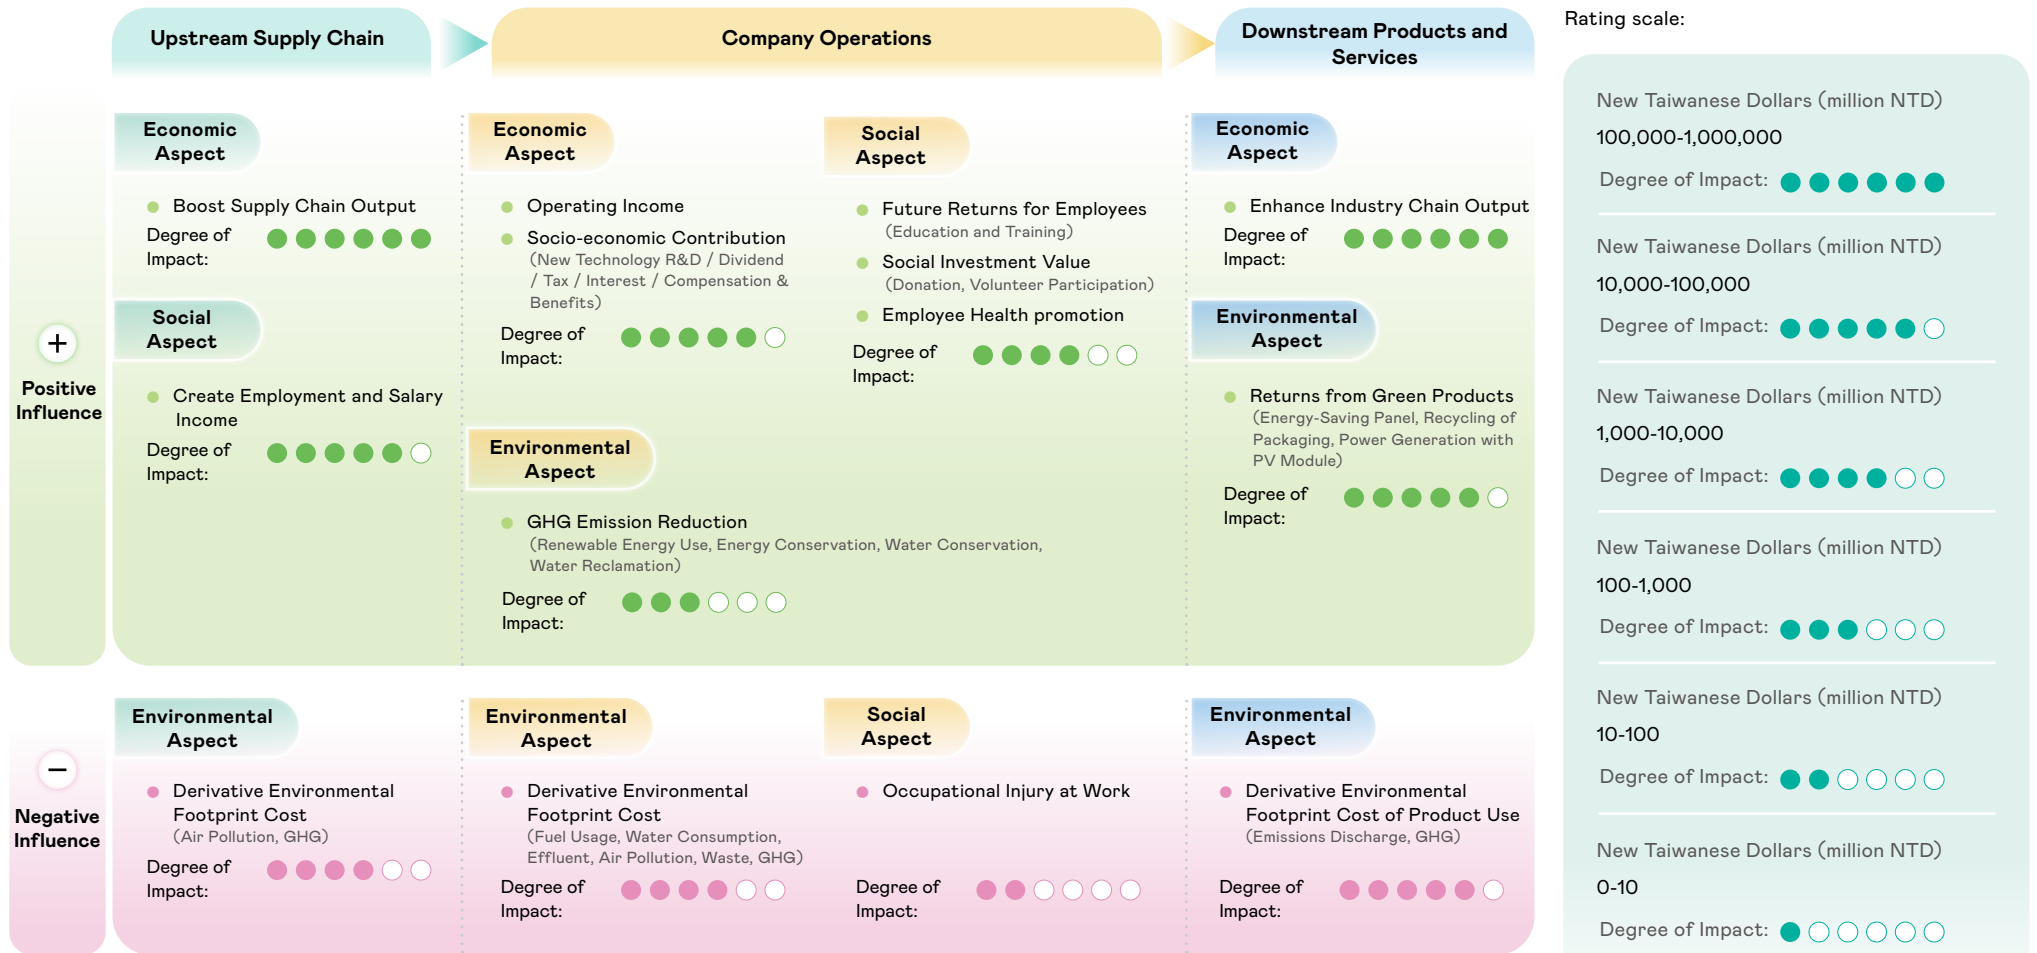 Upstream Supply Chain
Company Operations
Downstream Products and
Services
Positive
Influence
Economic
Aspect
Boost Supply Chain Output
Degree of
Impact:
Social
Aspect
Create Employment and Salary
Income
Degree of
Impact:
Economic
Aspect
Operating Income
Socio-economic Contribution
(New Technology R&D / Dividend
/ Tax / Interest / Compensation &
Benefits)
Degree of
Impact:
Social
Aspect
Future Returns for Employees
(Education and Training)
Social Investment Value
(Donation, Volunteer Participation)
Employee Health promotion
Degree of
Impact:
Environmental
Aspect
GHG Emission Reduction
(Renewable Energy Use, Energy Conservation, Water Conservation,
Water Reclamation)
Degree of
Impact:
Economic
Aspect
Enhance Industry Chain Output
Degree of
Impact:
Environmental
Aspect
Returns from Green Products
(Energy-Saving Panel, Recycling of
Packaging, Power Generation with
PV Module)
Degree of
Impact:
Negative
Influence
Environmental
Aspect
Derivative Environmental
Footprint Cost
(Air Pollution, GHG)
Degree of
Impact:
Environmental
Aspect
Derivative Environmental
Footprint Cost
(Fuel Usage, Water Consumption,
Effluent, Air Pollution, Waste, GHG)
Degree of
Impact:
Social
Aspect
Occupational Injury at Work
Degree of
Impact:
Environmental
Aspect
Derivative Environmental
Footprint Cost of Product Use
(Emissions Discharge, GHG)
Degree of
Impact:
Rating scale:
New Taiwanese Dollars (million NTD)
100,000-1,000,000
Degree of Impact:
New Taiwanese Dollars (million NTD)
10,000-100,000
Degree of Impact:
New Taiwanese Dollars (million NTD)
1,000-10,000
Degree of Impact:
New Taiwanese Dollars (million NTD)
100-1,000
Degree of Impact:
New Taiwanese Dollars (million NTD)
10-100
Degree of Impact:
New Taiwanese Dollars (million NTD)
0-10
Degree of Impact: